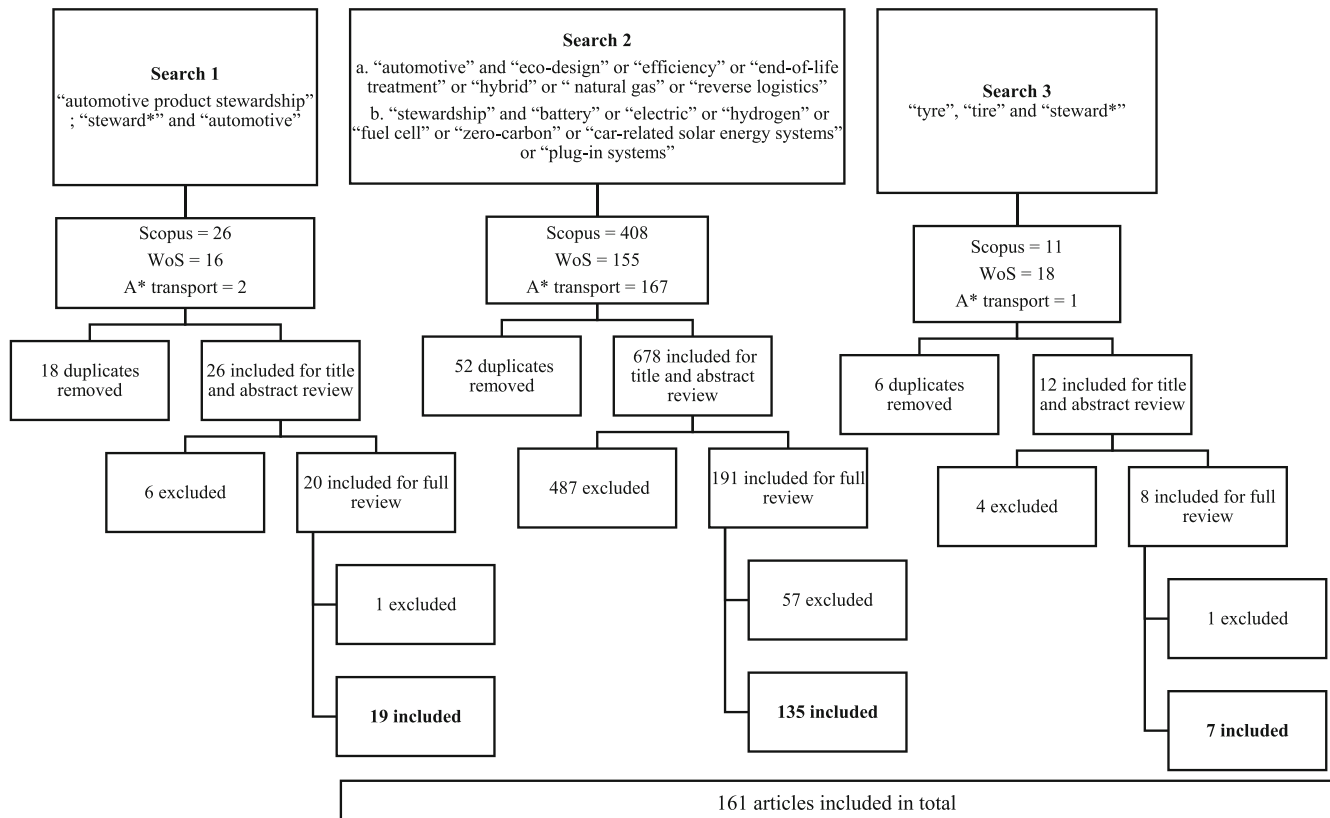 Search 1
“automotive product stewardship”
; “steward*” and “automotive”
Scopus = 26
WoS = 16
A* transport = 2
18 duplicates
removed
26 included for title
and abstract review
6 excluded
20 included for full
review
1 excluded
19 included
Search 2
a. “automotive” and “eco-design” or “efficiency” or “end-of-life
treatment” or “hybrid” or “ natural gas” or “reverse logistics”
b. “stewardship” and “battery” or “electric” or “hydrogen” or
“fuel cell” or “zero-carbon” or “car-related solar energy systems”
or “plug-in systems”
Scopus = 408
WoS = 155
A* transport = 167
52 duplicates
removed
678 included for
title and abstract
review
487 excluded
191 included for full
review
57 excluded
135 included
Search 3
“tyre”, “tire” and “steward*”
Scopus = 11
WoS = 18
A* transport = 1
6 duplicates
removed
12 included for title
and abstract review
4 excluded
8 included for full
review
1 excluded
7 included
161 articles included in total